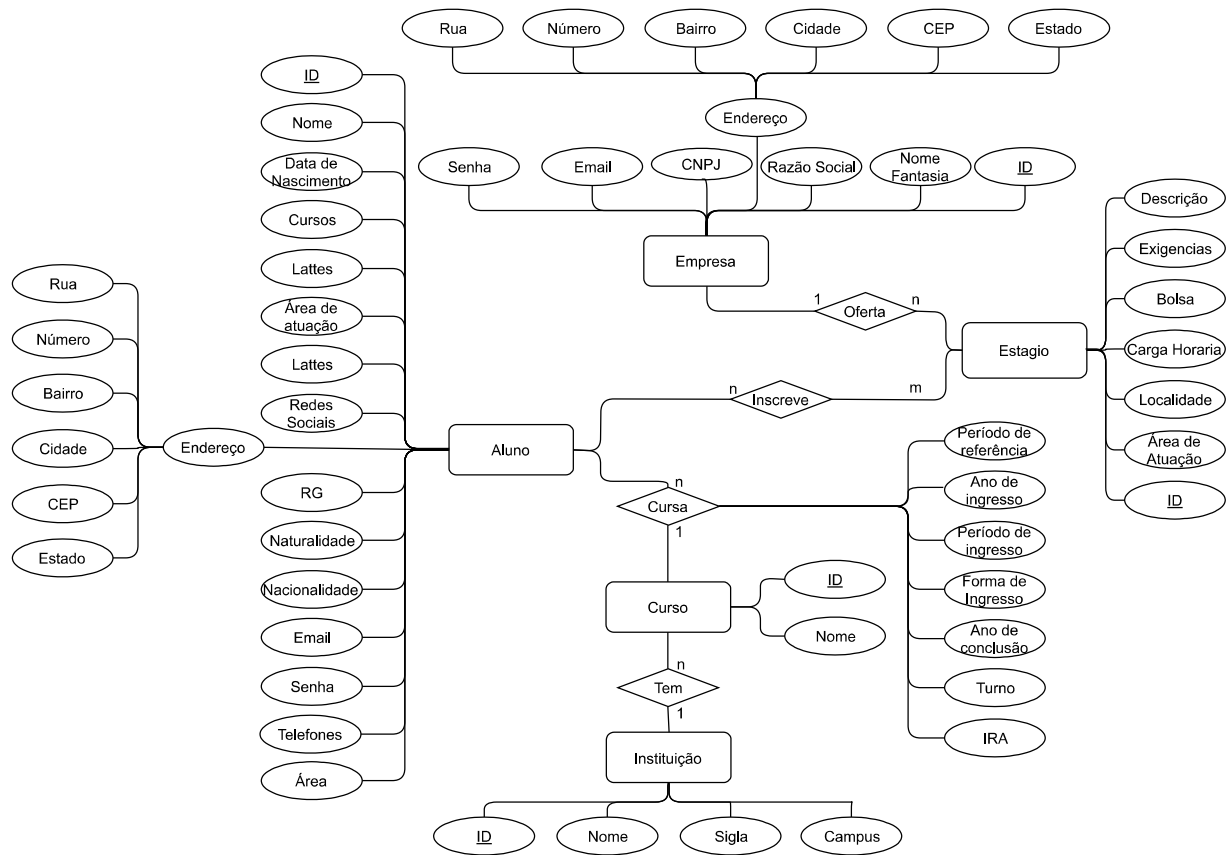 Rua
Número
Bairro
Cidade
CEP
Estado
Endereço
Senha
Email
CNPJ
Razão Social
Nome
Fantasia
ID
Empresa
1
Oferta
n
Estagio
Descrição
Exigencias
Bolsa
Carga Horaria
Localidade
Área de
Atuação
ID
n
Inscreve
m
ID
Nome
Data de
Nascimento
Cursos
Lattes
Área de
atuação
Lattes
Redes
Sociais
Rua
Número
Bairro
Cidade
CEP
Estado
Endereço
Aluno
RG
Naturalidade
Nacionalidade
Email
Senha
Telefones
Área
n
Cursa
1
Período de
referência
Ano de
ingresso
Período de
ingresso
Forma de
Ingresso
Ano de
conclusão
Turno
IRA
Curso
ID
Nome
n
Tem
1
Instituição
ID
Nome
Sigla
Campus